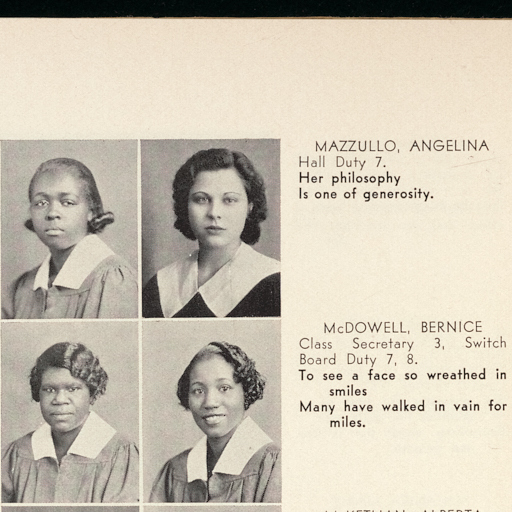 MAZZULLO, ANGELINA
Hall Duty 7.
Her philosophy
Is one of generosity.
McDOWELL, BERNICE
Class Secretary 3, Switch
Board Duty 7, 8.
To see a face so wreathed in
smiles
Many have walked in vain for
miles.
ALBERTA